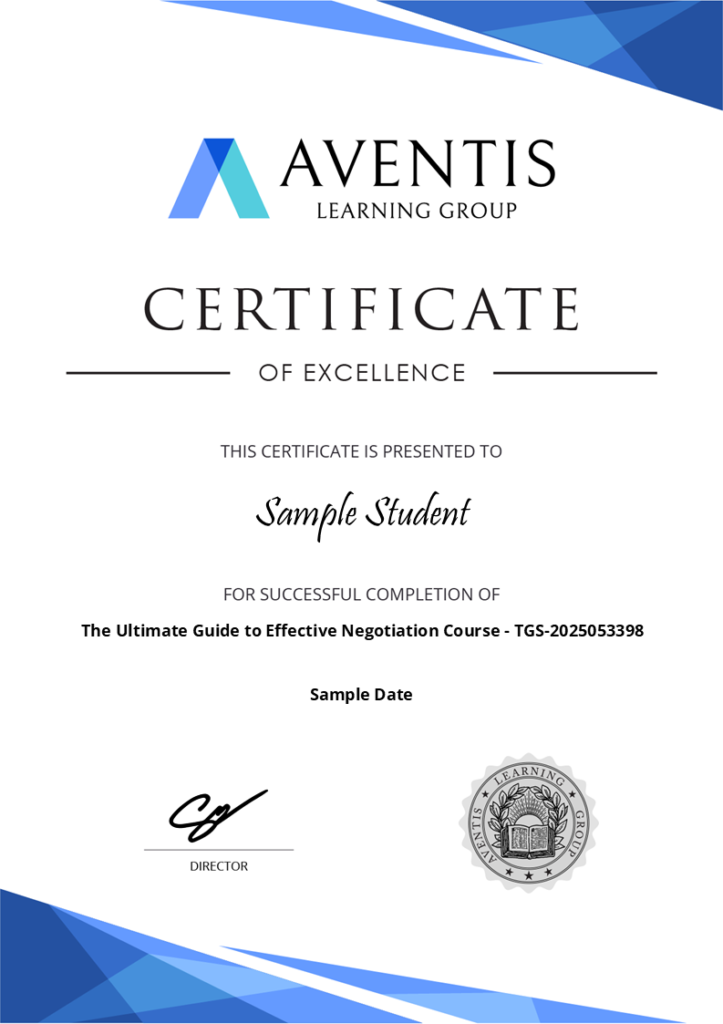 AVENTIS
LEARNING GROUP
CERTIFICATE
OF EXCELLENCE
THIS CERTIFICATE IS PRESENTED TO
Sample Student
FOR SUCCESSFUL COMPLETION OF
The Ultimate Guide to Effective Negotiation Course - TGS-2025053398
Sample Date
DIRECTOR
AVENTIS LEARNING GROUP